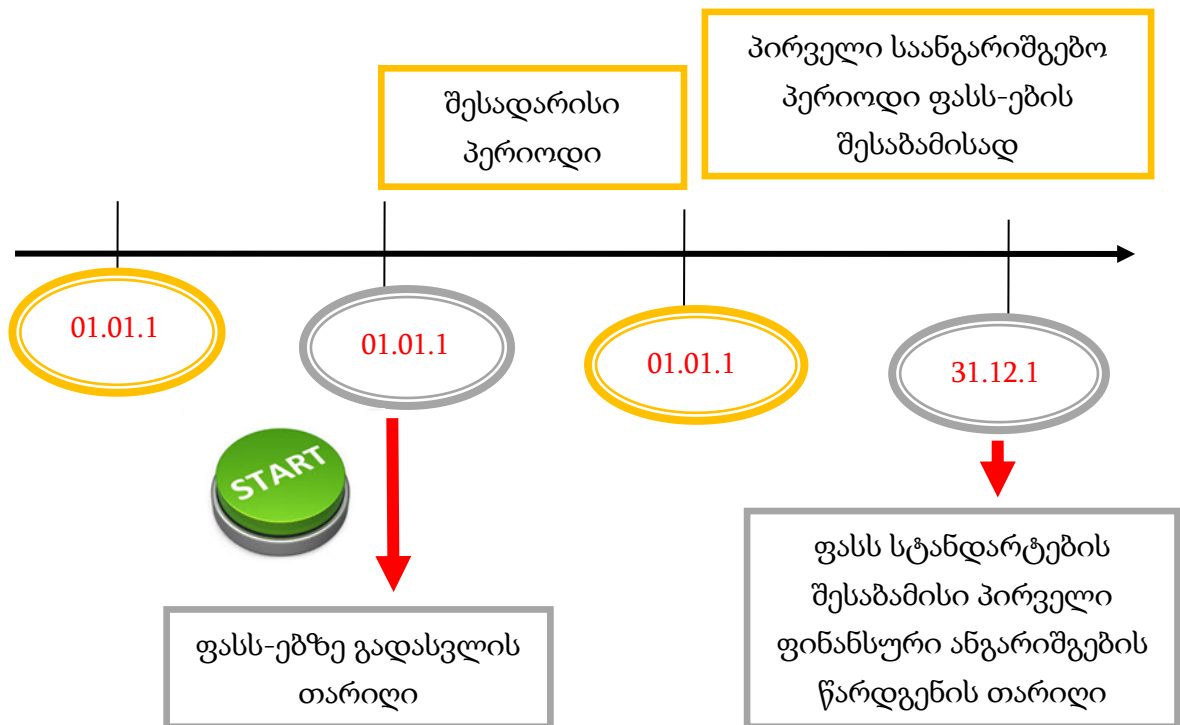 შესადარისი
პერიოდი
პირველი საანგარიშგებო
პერიოდი ფასს-ების
შესაბამისად
01.01.1
01.01.1
01.01.1
31.12.1
START
ფასს-ებზე გადასვლის
თარიღი
ფასს სტანდარტების
შესაბამისი პირველი
ფინანსური ანგარიშგების
წარდგენის თარიღი